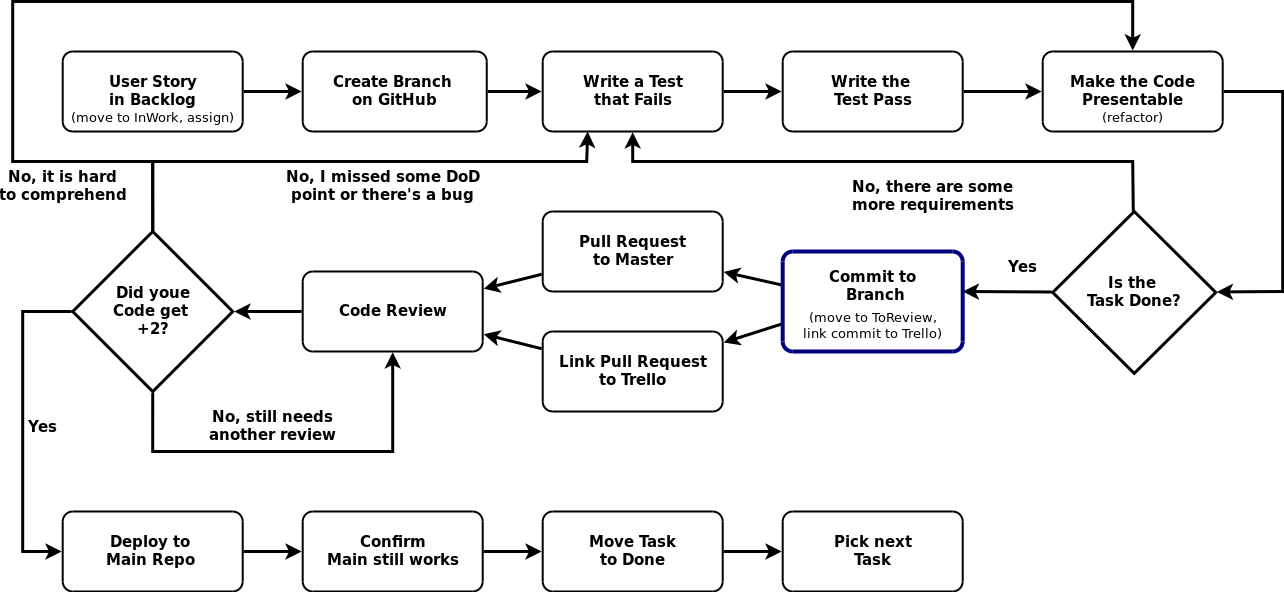 User Story
in Backlog
(move to InWork, assign)
Create Branch
on GitHub
Write a Test
that Fails
Write the
Test Pass
Make the Code
Presentable
(refactor)
No, it is hard
to comprehend
No, I missed some DoD
point or there's a bug
No, there are some
more requirements
Did youe
Code get
+2?
Code Review
Pull Request
to Master
Link Pull Request
to Trello
Commit to
Branch
(move to ToReview,
link commit to Trello)
Yes
Is the
Task Done?
No, still needs
another review
Yes
Deploy to
Main Repo
Confirm
Main still works
Move Task
to Done
Pick next
Task